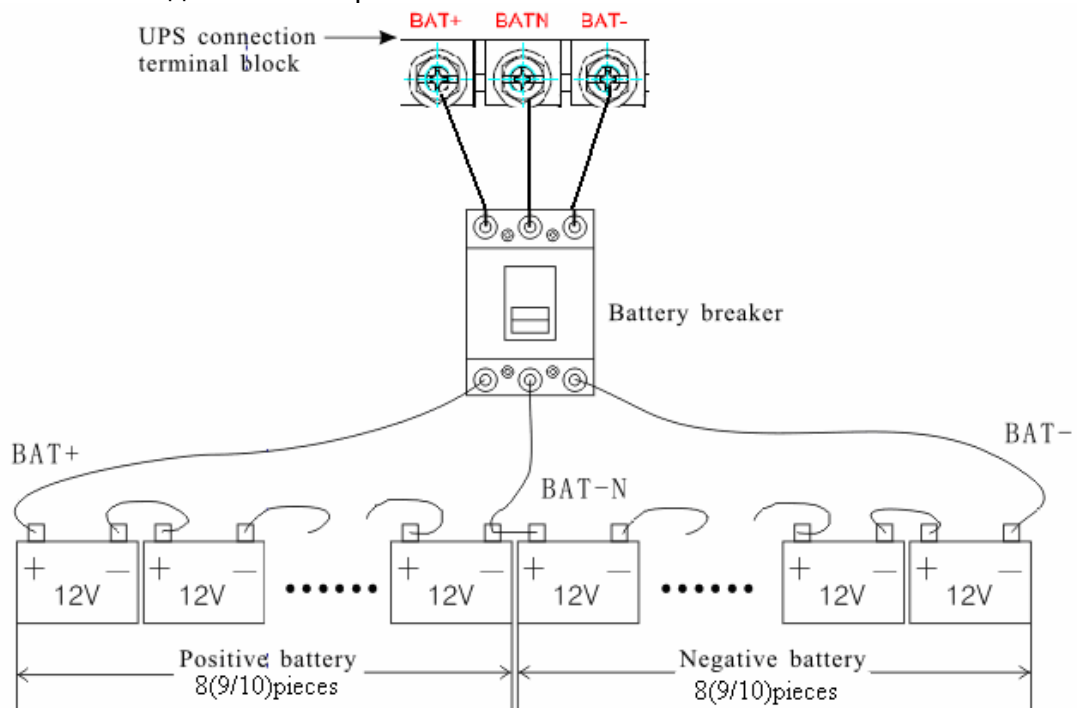 BAT+ BATN BAT-
UPS connection
terminal block
Battery breaker
BAT+
BAT-N
BAT-
+ - 12V
+ - 12V
+ - 12V
+ - 12V
+ - 12V
+ - 12V
Positive battery
8(9/10)pieces
Negative battery
8(9/10)pieces